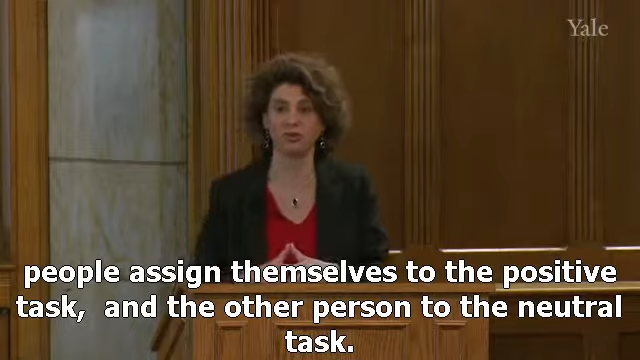 Yale
people assign themselves to the positive
task,  and the other person to the neutral
task.